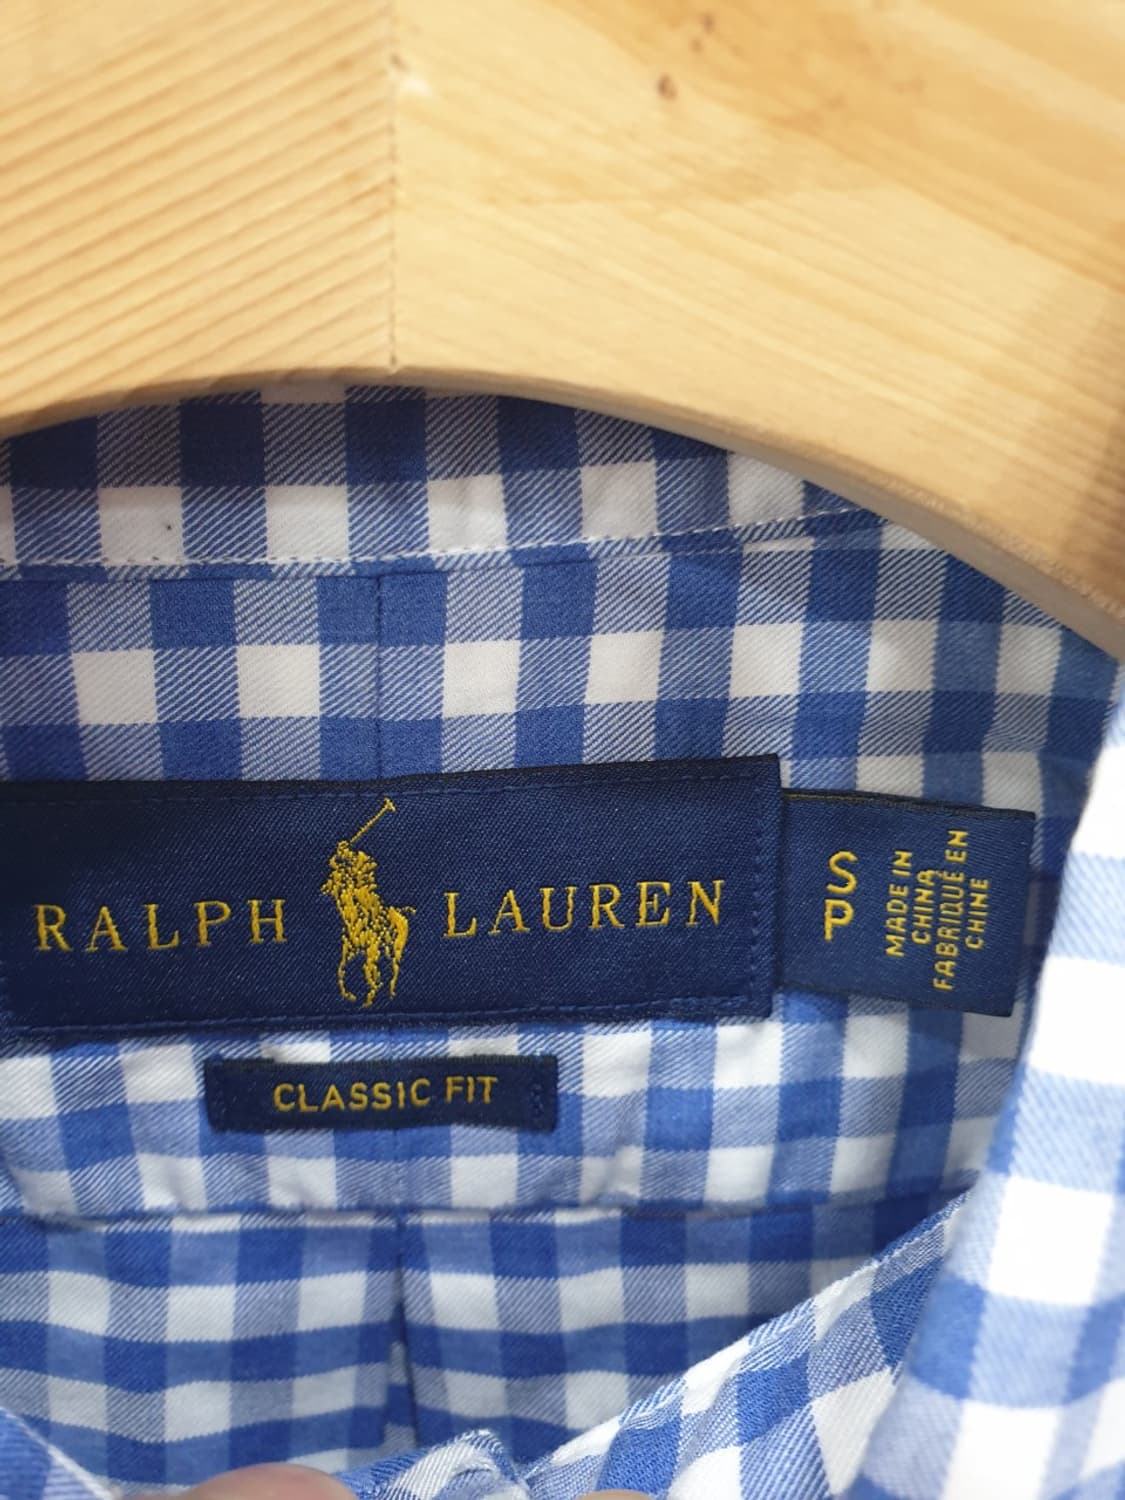 RALPH LAUREN
S
P
MADE IN
CHINA
FABRIQUÉ EN
CHINE
CLASSIC FIT